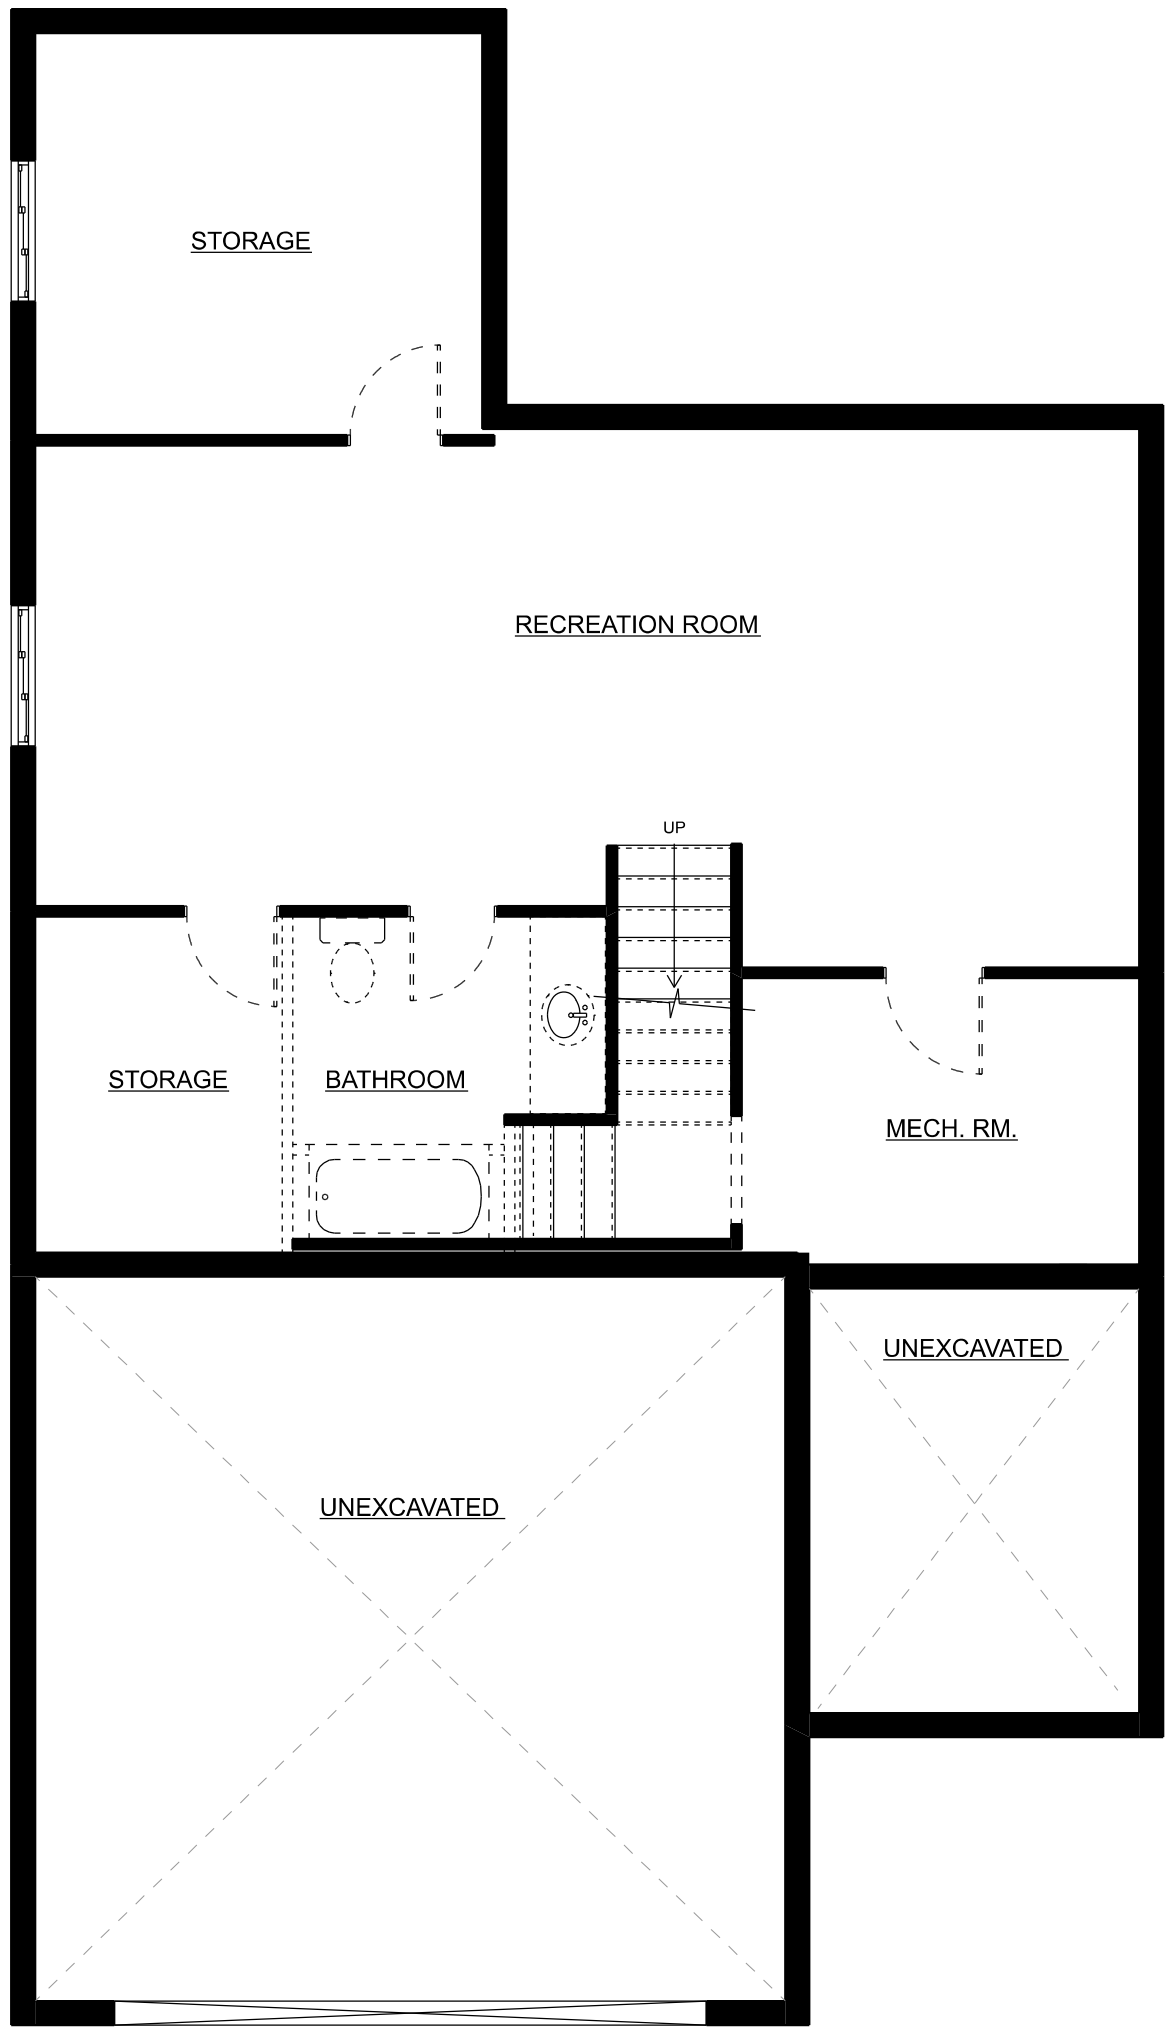 STORAGE
RECREATION ROOM
UP
STORAGE
BATHROOM
MECH. RM.
UNEXCAVATED
UNEXCAVATED